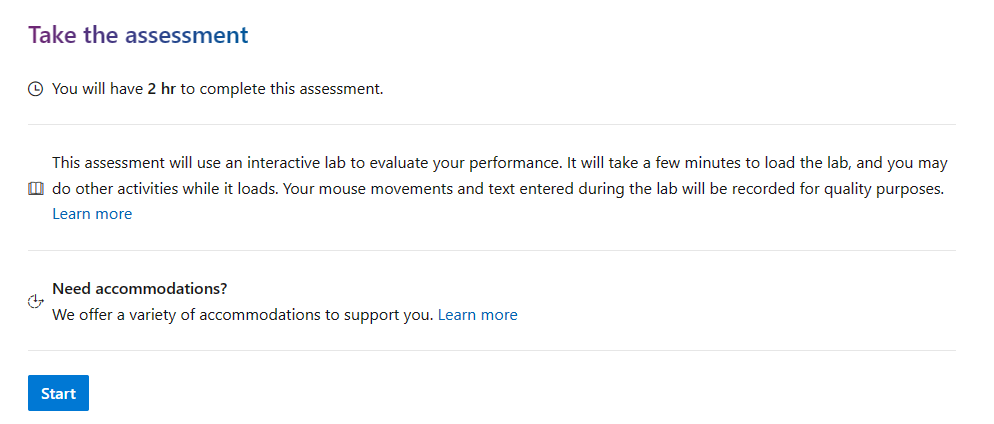 Take the assessment
You will have 2 hr to complete this assessment.
This assessment will use an interactive lab to evaluate your performance. It will take a few minutes to load the lab, and you may
do other activities while it loads. Your mouse movements and text entered during the lab will be recorded for quality purposes.
Learn more
Need accommodations?
We offer a variety of accommodations to support you. Learn more
Start